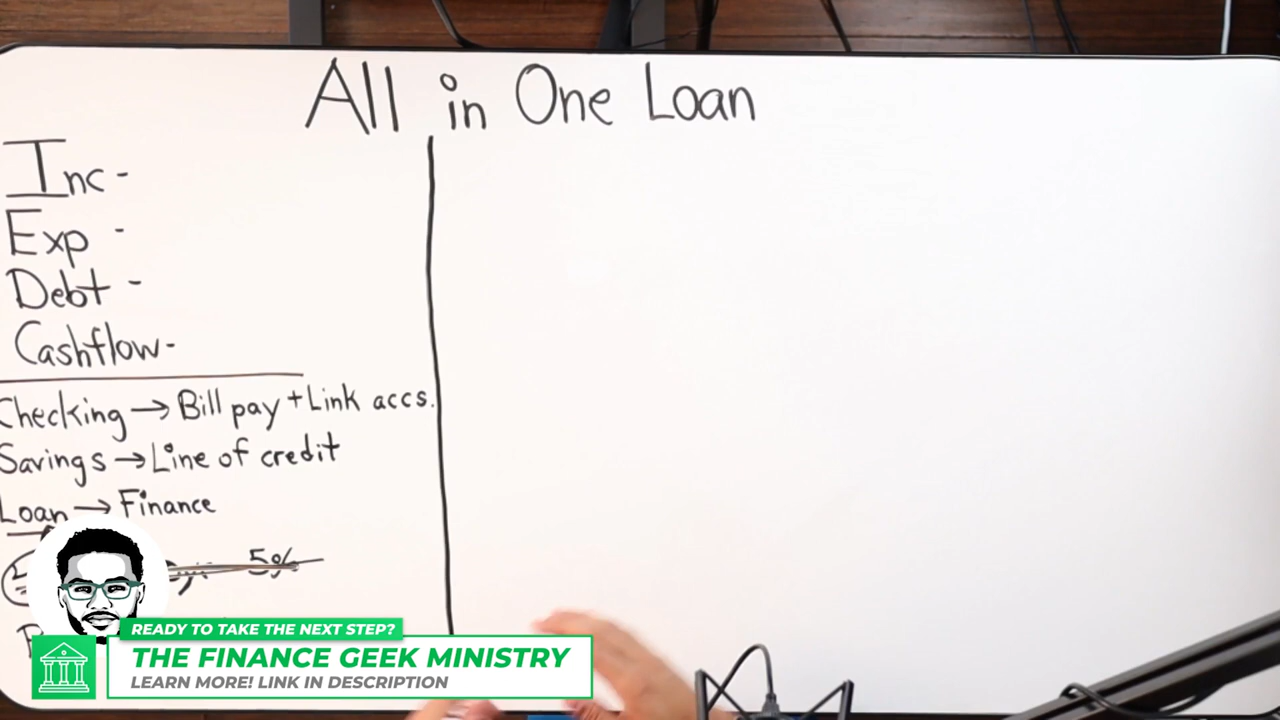 All in One Loan
Inc -
Exp -
Debt -
Cashflow -
Checking → Bill pay + Link accs.
Savings → Line of credit
Loan → Finance
5%
READY TO TAKE THE NEXT STEP?
THE FINANCE GEEK MINISTRY
LEARN MORE! LINK IN DESCRIPTION